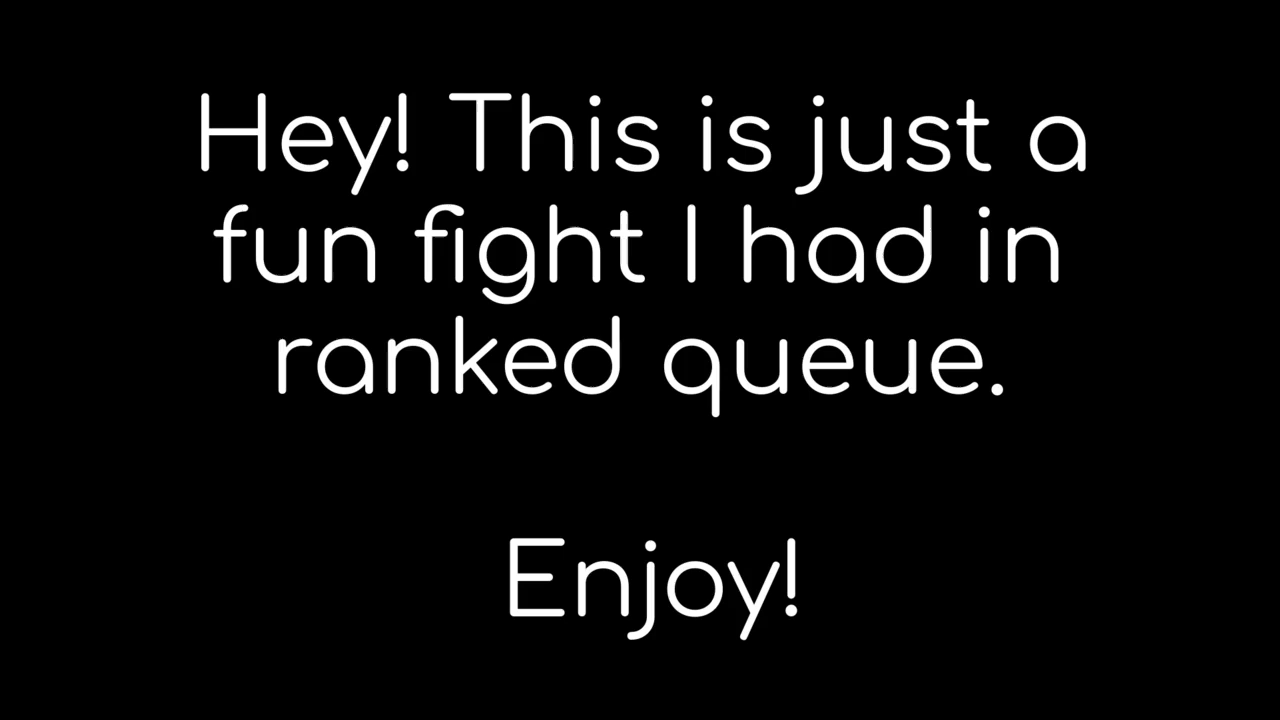 Hey! This is just a
fun fight I had in
ranked queue.
Enjoy!